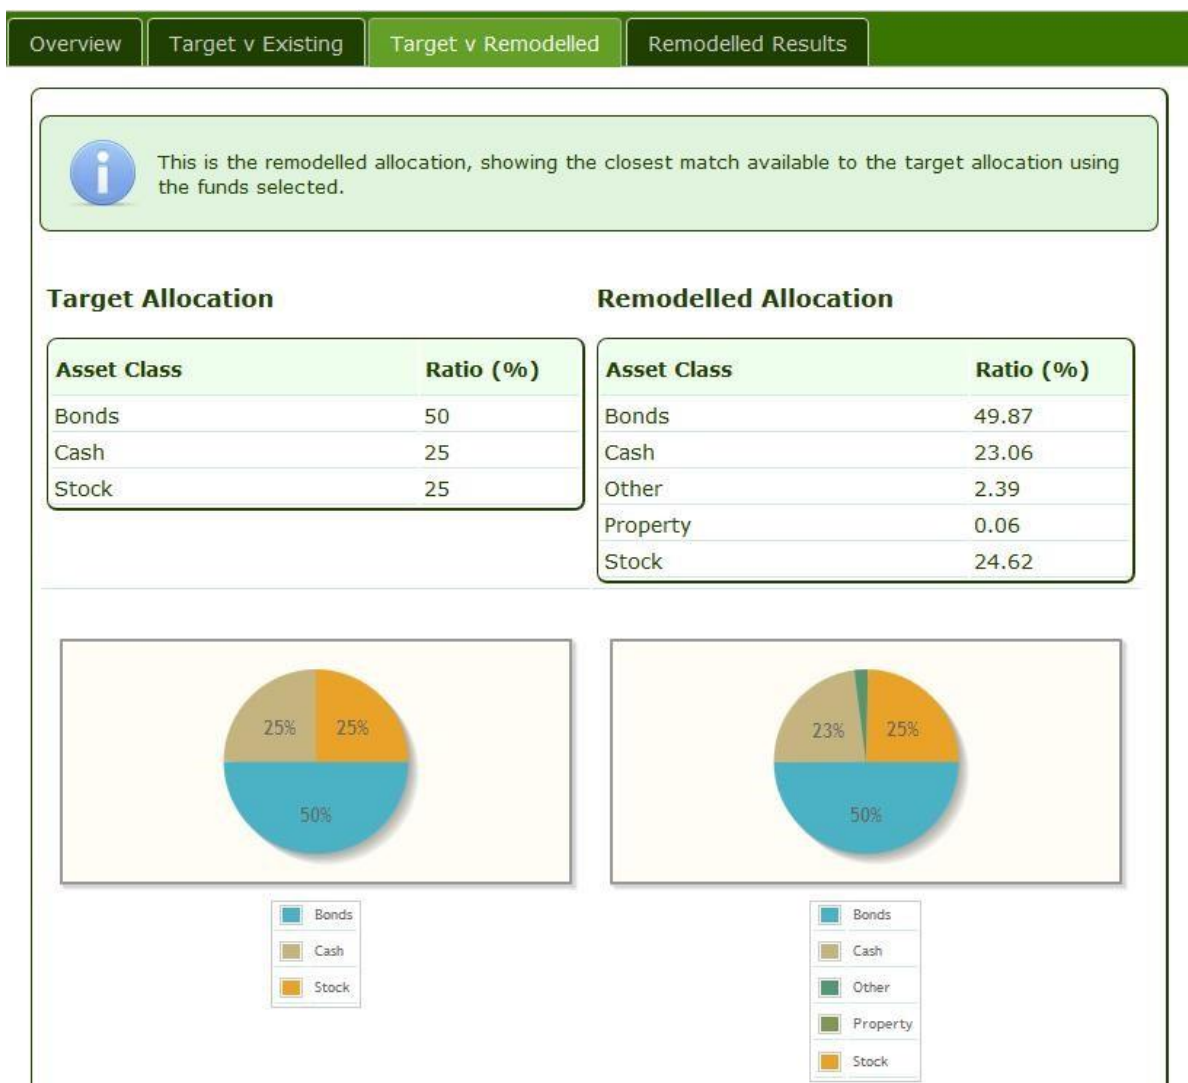 Overview Target v Existing Target v Remodelled Remodelled Results
This is the remodelled allocation, showing the closest match available to the target allocation using
the funds selected.
Target Allocation
Asset Class Ratio (%)
Bonds 50
Cash 25
Stock 25
Remodelled Allocation
Asset Class Ratio (%)
Bonds 49.87
Cash 23.06
Other 2.39
Property 0.06
Stock 24.62
25% 25%
50%
Bonds
Cash
Stock
23% 25%
50%
Bonds
Cash
Other
Property
Stock